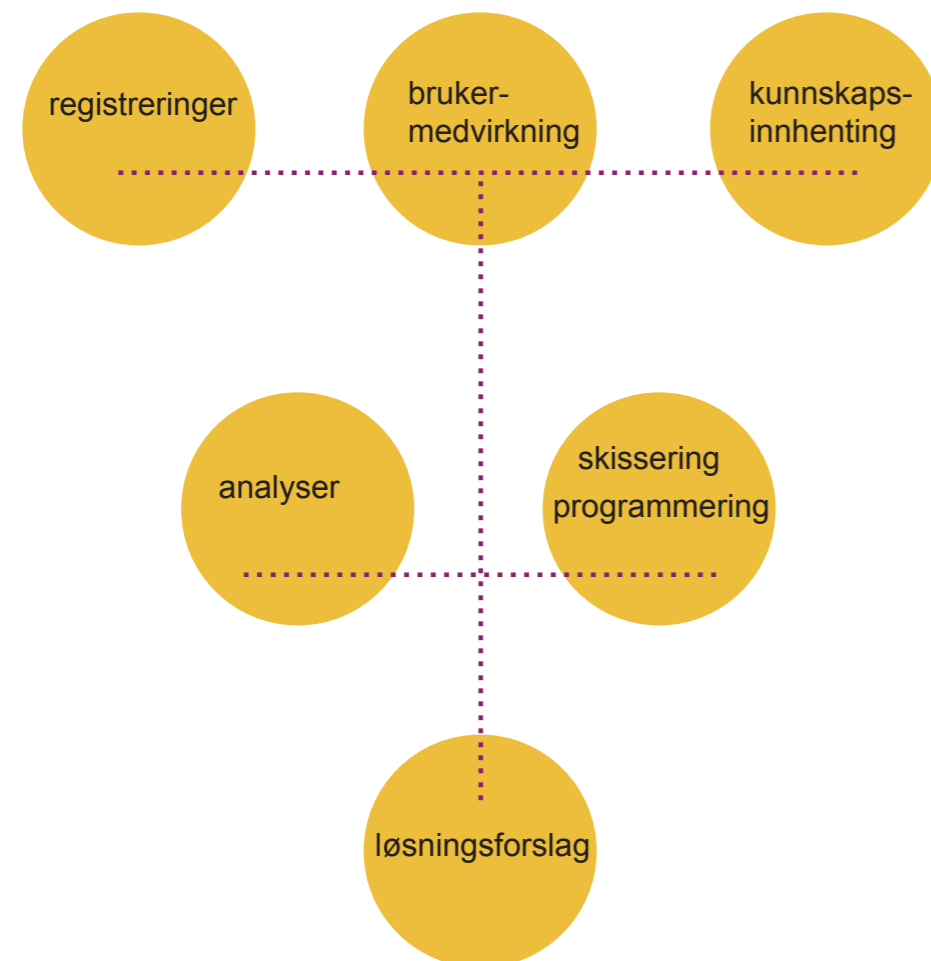 registreringer
bruker-
medvirkning
kunnskaps-
innhenting
analyser
skissering
programmering
løsningsforslag